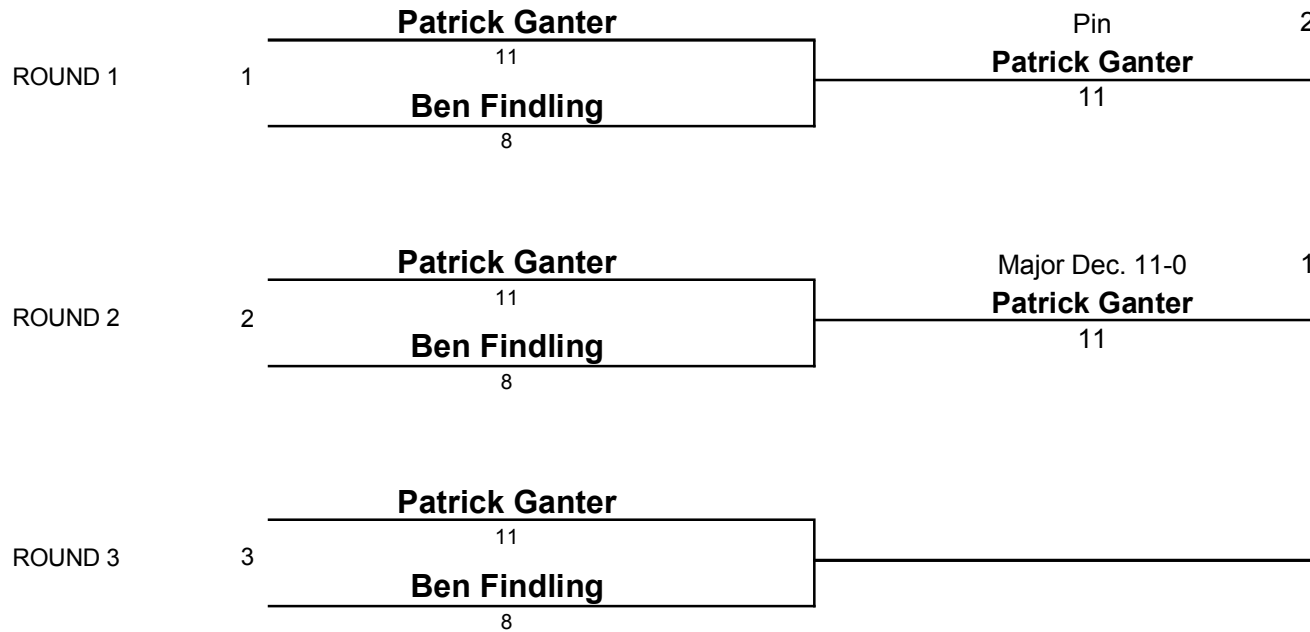 Patrick Ganter
Pin 2
11
Patrick Ganter
ROUND 1 1
11
Ben Findling
8
Patrick Ganter
Major Dec. 11-0 1
11
Patrick Ganter
ROUND 2 2
11
Ben Findling
8
Patrick Ganter
11
ROUND 3 3
Ben Findling
8